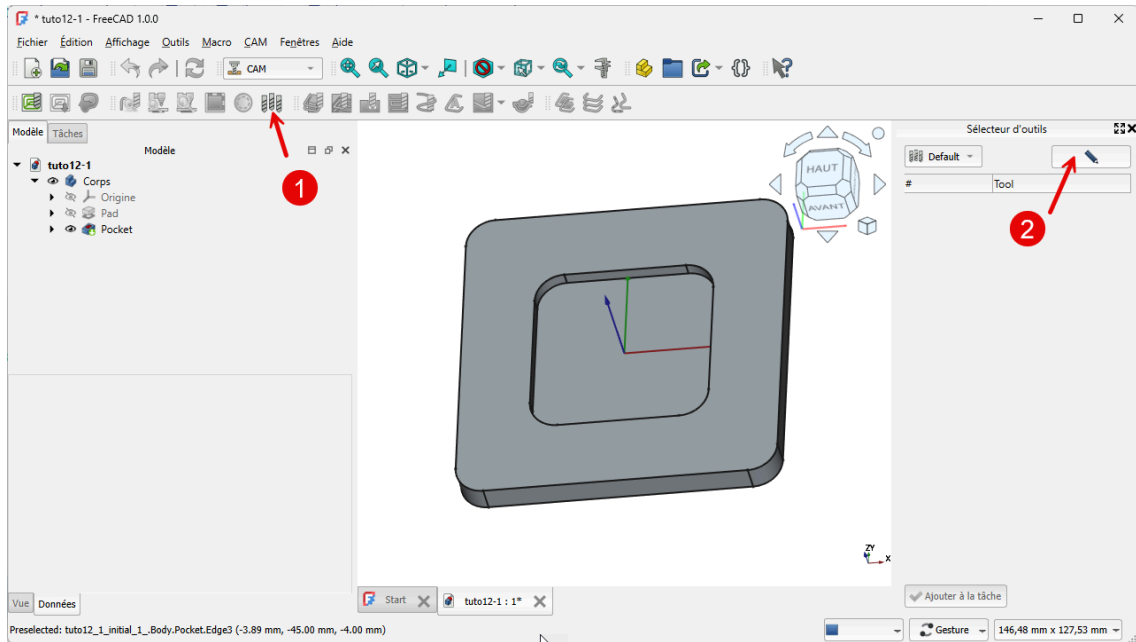 * tuto12-1 - FreeCAD 1.0.0
Fichier Édition Affichage Outils Macro CAM Fenêtres Aide
CAM
Modèle Tâches
Modèle
tuto12-1
Corps
Origine
Pad
Pocket
1
HAUT
AVANT
Sélecteur d'outils
Default
# Tool
2
ZY
X
Vue Données
Start
tuto12-1 : 1*
Ajouter à la tâche
Preselected: tuto12_1_initial_1_.Body.Pocket.Edge3 (-3.89 mm, -45.00 mm, -4.00 mm)
Gesture
146,48 mm x 127,53 mm